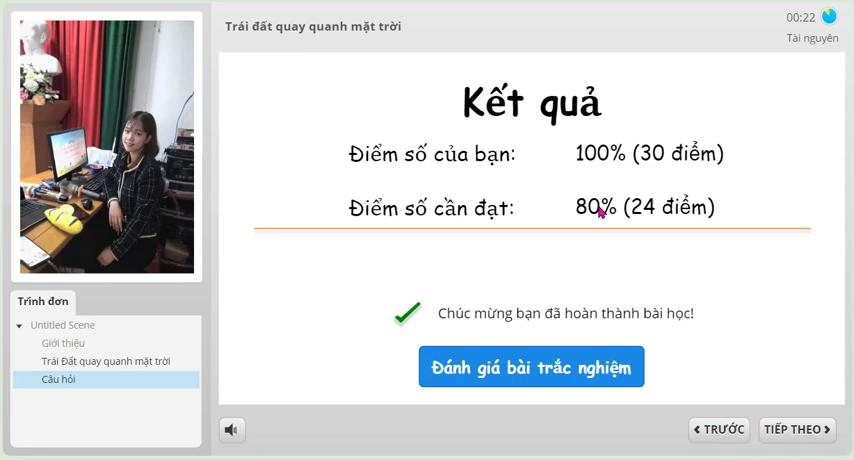 Trái đất quay quanh mặt trời
00:22
Tài nguyên
Kết quả
Điểm số của bạn: 100% (30 điểm)
Điểm số cần đạt: 80% (24 điểm)
Chúc mừng bạn đã hoàn thành bài học!
Đánh giá bài trắc nghiệm
Trình đơn
Untitled Scene
Giới thiệu
Trái Đất quay quanh mặt trời
Câu hỏi
TRƯỚC
TIẾP THEO